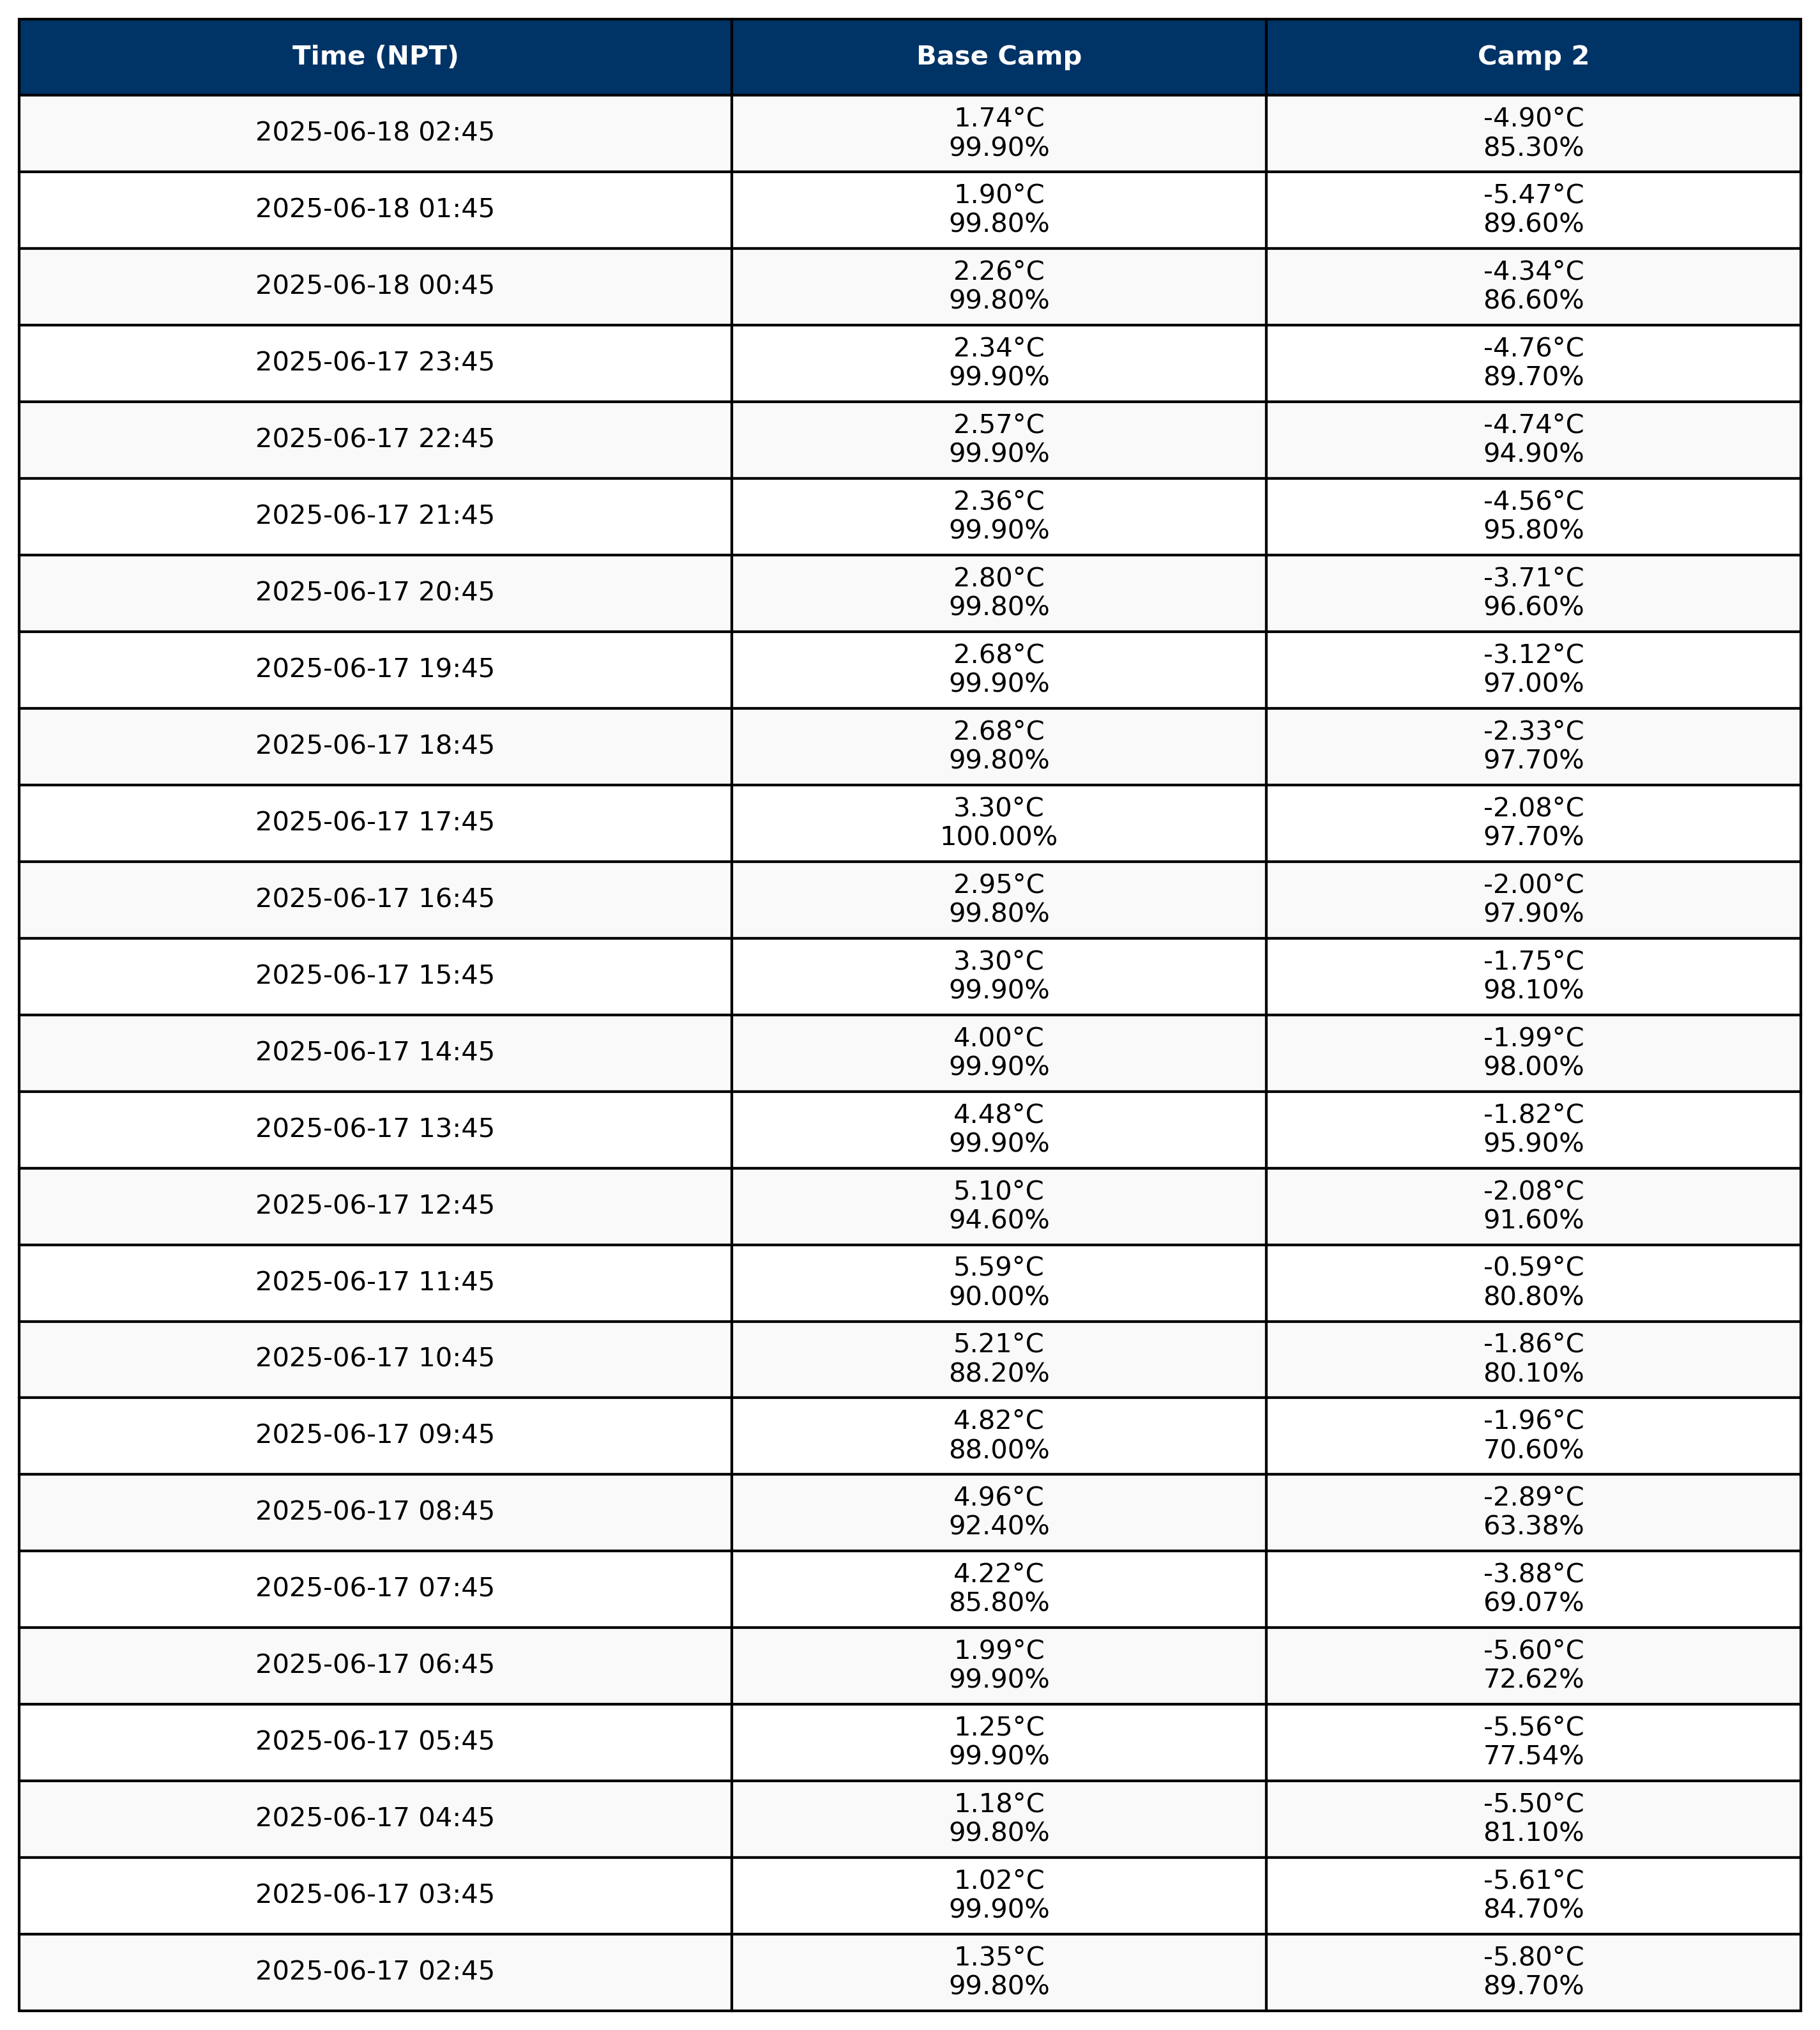 Time (NPT) Base Camp Camp 2
2025-06-18 02:45 1.74°C -4.90°C
99.90% 85.30%
2025-06-18 01:45 1.90°C -5.47°C
99.80% 89.60%
2025-06-18 00:45 2.26°C -4.34°C
99.80% 86.60%
2025-06-17 23:45 2.34°C -4.76°C
99.90% 89.70%
2025-06-17 22:45 2.57°C -4.74°C
99.90% 94.90%
2025-06-17 21:45 2.36°C -4.56°C
99.90% 95.80%
2025-06-17 20:45 2.80°C -3.71°C
99.80% 96.60%
2025-06-17 19:45 2.68°C -3.12°C
99.90% 97.00%
2025-06-17 18:45 2.68°C -2.33°C
99.80% 97.70%
2025-06-17 17:45 3.30°C -2.08°C
100.00% 97.70%
2025-06-17 16:45 2.95°C -2.00°C
99.80% 97.90%
2025-06-17 15:45 3.30°C -1.75°C
99.90% 98.10%
2025-06-17 14:45 4.00°C -1.99°C
99.90% 98.00%
2025-06-17 13:45 4.48°C -1.82°C
99.90% 95.90%
2025-06-17 12:45 5.10°C -2.08°C
94.60% 91.60%
2025-06-17 11:45 5.59°C -0.59°C
90.00% 80.80%
2025-06-17 10:45 5.21°C -1.86°C
88.20% 80.10%
2025-06-17 09:45 4.82°C -1.96°C
88.00% 70.60%
2025-06-17 08:45 4.96°C -2.89°C
92.40% 63.38%
2025-06-17 07:45 4.22°C -3.88°C
85.80% 69.07%
2025-06-17 06:45 1.99°C -5.60°C
99.90% 72.62%
2025-06-17 05:45 1.25°C -5.56°C
99.90% 77.54%
2025-06-17 04:45 1.18°C -5.50°C
99.80% 81.10%
2025-06-17 03:45 1.02°C -5.61°C
99.90% 84.70%
2025-06-17 02:45 1.35°C -5.80°C
99.80% 89.70%